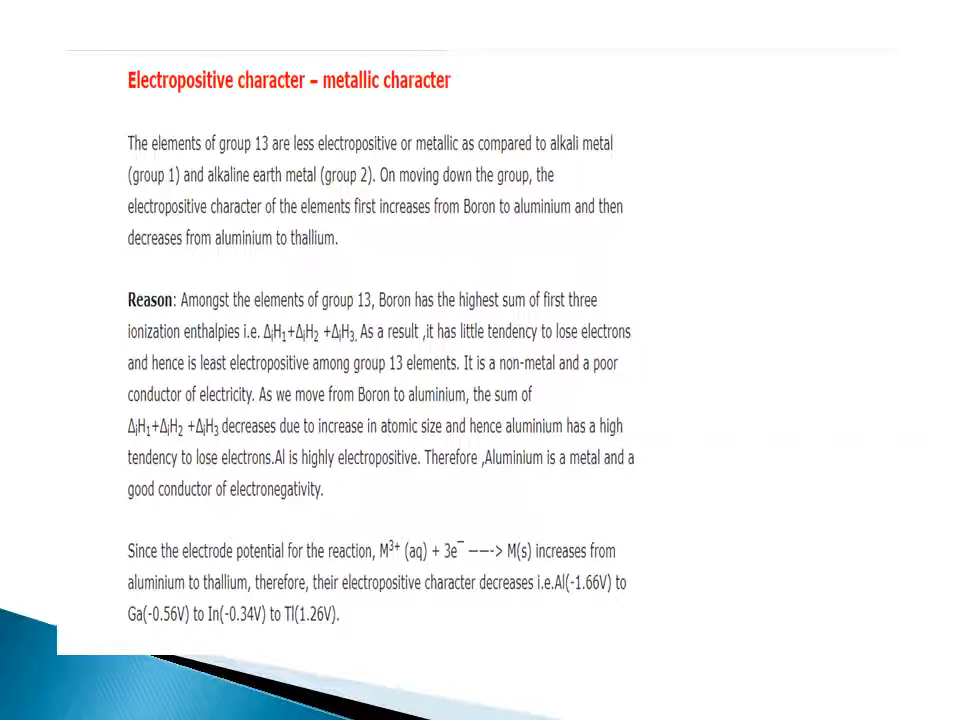 Electropositive character – metallic character
The elements of group 13 are less electropositive or metallic as compared to alkali metal
(group 1) and alkaline earth metal (group 2). On moving down the group, the
electropositive character of the elements first increases from Boron to aluminium and then
decreases from aluminium to thallium.
Reason: Amongst the elements of group 13, Boron has the highest sum of first three
ionization enthalpies i.e. ΔᵢH₁+ΔᵢH₂ +ΔᵢH₃. As a result ,it has little tendency to lose electrons
and hence is least electropositive among group 13 elements. It is a non-metal and a poor
conductor of electricity. As we move from Boron to aluminium, the sum of
ΔᵢH₁+ΔᵢH₂ +ΔᵢH₃ decreases due to increase in atomic size and hence aluminium has a high
tendency to lose electrons.Al is highly electropositive. Therefore ,Aluminium is a metal and a
good conductor of electronegativity.
Since the electrode potential for the reaction, M³⁺ (aq) + 3e⁻ ——-> M(s) increases from
aluminium to thallium, therefore, their electropositive character decreases i.e.Al(-1.66V) to
Ga(-0.56V) to In(-0.34V) to Tl(1.26V).